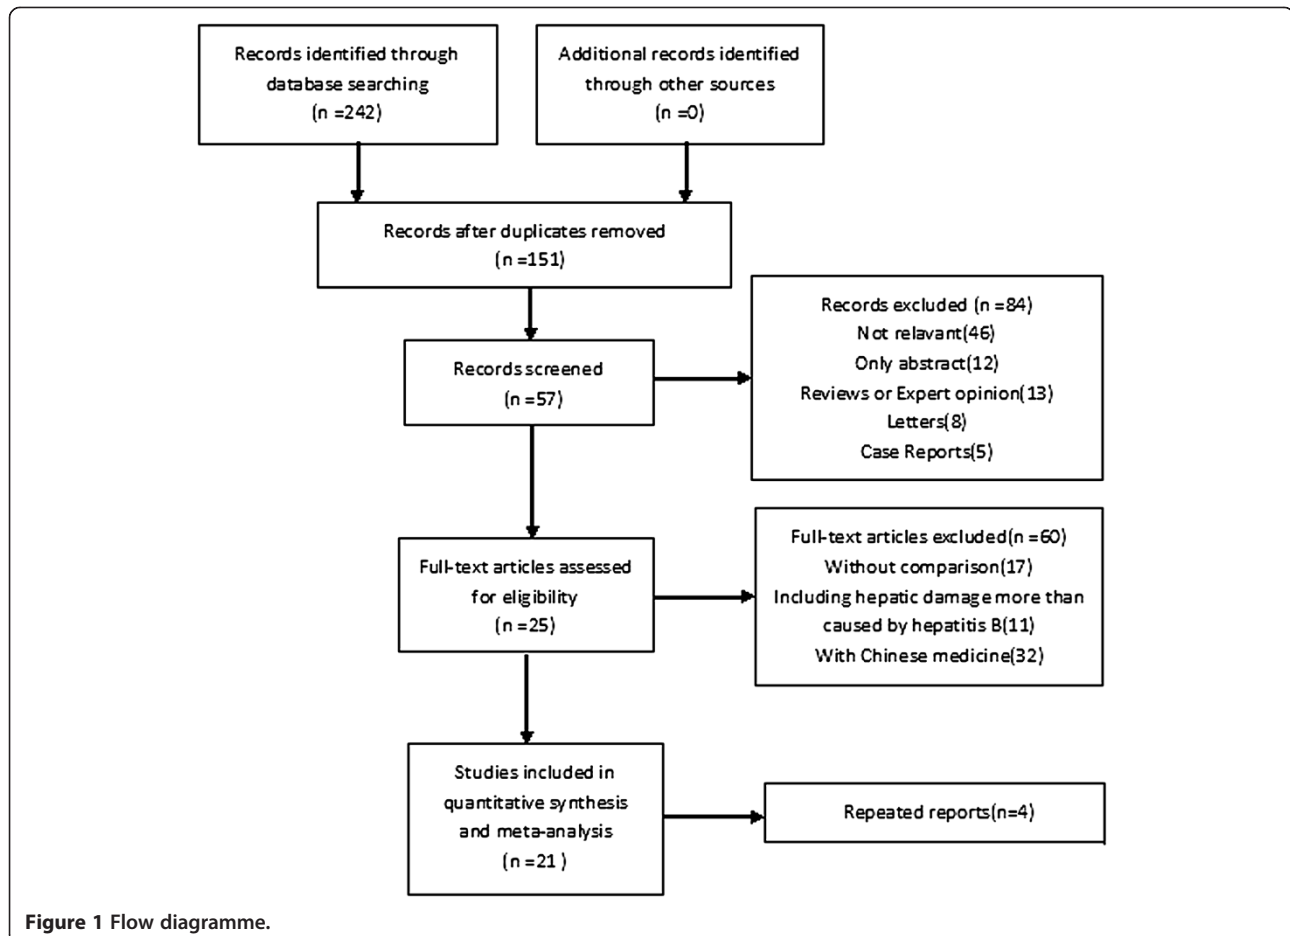 Records identified through
database searching
(n =242)
Additional records identified
through other sources
(n =0)
Records after duplicates removed
(n =151)
Records screened
(n =57)
Records excluded (n =84)
Not relavant(46)
Only abstract(12)
Reviews or Expert opinion(13)
Letters(8)
Case Reports(5)
Full-text articles assessed
for eligibility
(n =25)
Full-text articles excluded(n =60)
Without comparison(17)
Including hepatic damage more than
caused by hepatitis B(11)
With Chinese medicine(32)
Studies included in
quantitative synthesis
and meta-analysis
(n =21 )
Repeated reports(n=4)
Figure 1 Flow diagramme.